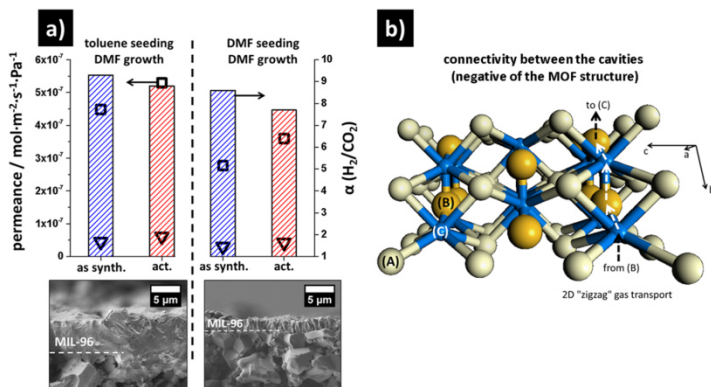 a)
toluene seeding
DMF growth
DMF seeding
DMF growth
permeance / mol·m⁻²·s⁻¹·Pa⁻¹
6x10⁻⁷
5x10⁻⁷
4x10⁻⁷
3x10⁻⁷
2x10⁻⁷
1x10⁻⁷
0
10
9
8
7
6
5
4
3
2
1
α (H₂/CO₂)
as synth.
act.
as synth.
act.
5 µm
MIL-96
5 µm
MIL-96
b)
connectivity between the cavities
(negative of the MOF structure)
to (C)
c
a
(B)
(C)
(A)
from (B)
2D "zigzag" gas transport